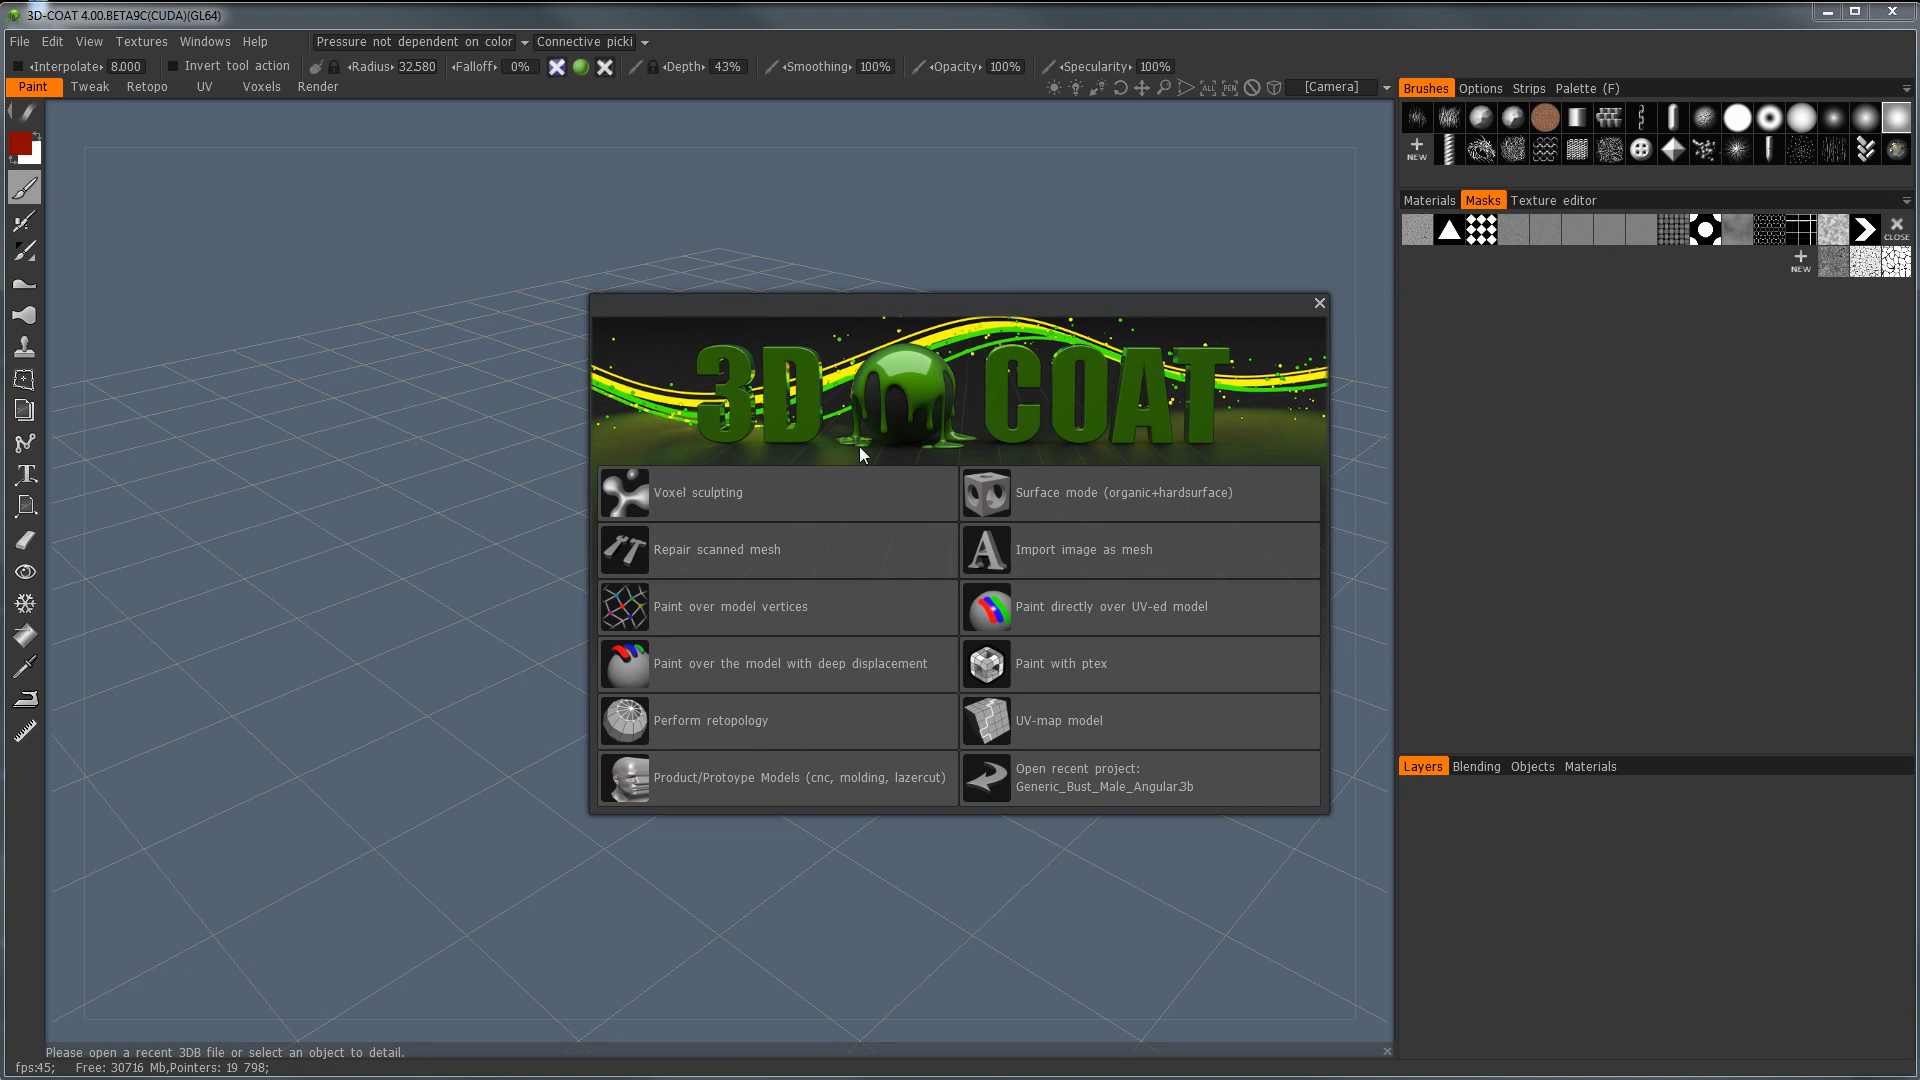 3D-COAT 4.00.BETA9C(CUDA)(GL64)
File Edit View Textures Windows Help Pressure not dependent on color Connective picki
Interpolate 8.000 Invert tool action Radius 32.580 Falloff 0% Depth 43% Smoothing 100% Opacity 100% Specularity 100%
Paint Tweak Retopo UV Voxels Render ALL PEN [Camera]
Brushes Options Strips Palette (F)
NEW
Materials Masks Texture editor
CLOSE
NEW
3D COAT
Voxel sculpting
Surface mode (organic+hardsurface)
Repair scanned mesh
Import image as mesh
Paint over model vertices
Paint directly over UV-ed model
Paint over the model with deep displacement
Paint with ptex
Perform retopology
UV-map model
Product/Protoype Models (cnc, molding, lazercut)
Open recent project:
Generic_Bust_Male_Angular.3b
Layers Blending Objects Materials
Please open a recent 3DB file or select an object to detail.
fps:45; Free: 30716 Mb,Pointers: 19 798;